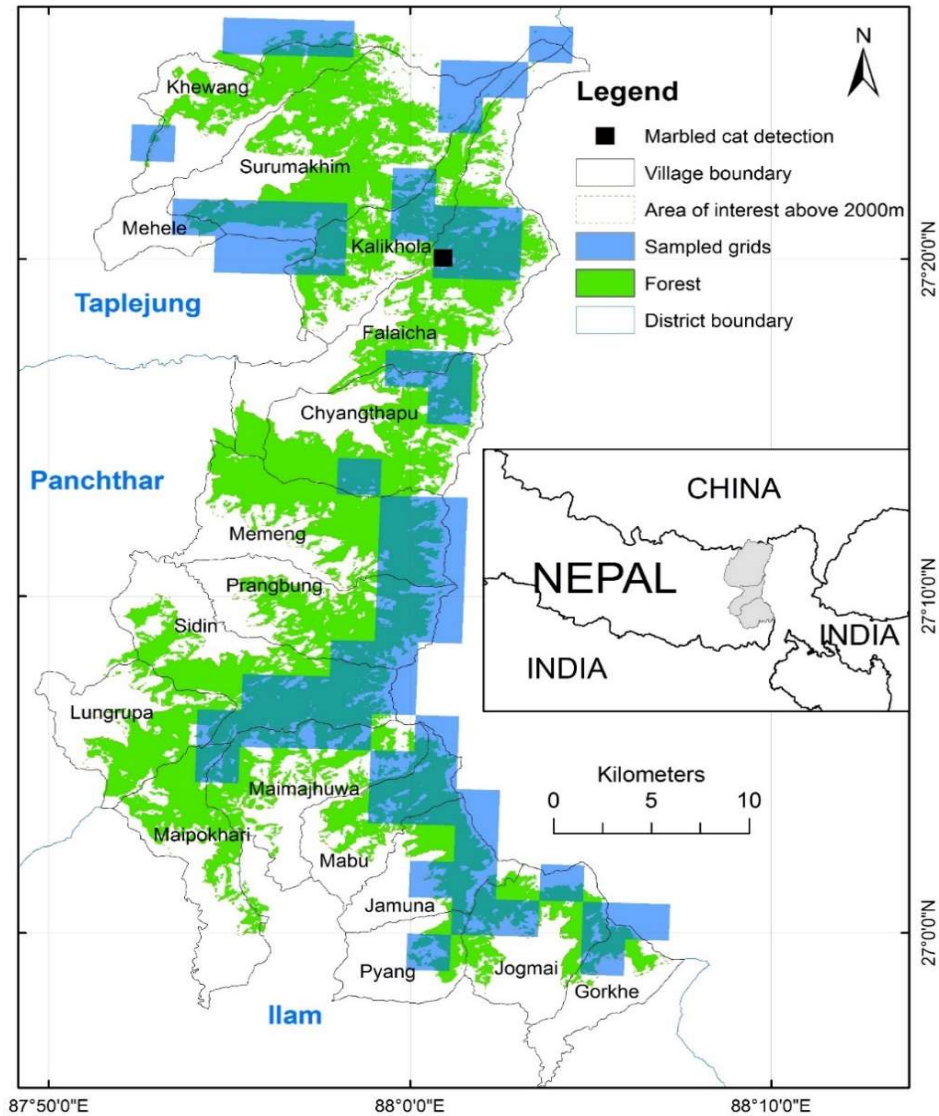 N
Legend
Marbled cat detection
Village boundary
Area of interest above 2000m
Sampled grids
Forest
District boundary
Khewang
Surumakhim
Mehele
Kalikhola
Taplejung
Falaicha
Chyangthapu
Panchthar
Memeng
Prangbung
Sidin
Lungrupa
Maimajhuwa
Maipokhari
Mabu
Jamuna
Pyang
Jogmai
Gorkhe
Ilam
CHINA
NEPAL
INDIA
INDIA
Kilometers
0 5 10
27°20'0"N
27°10'0"N
27°0'0"N
87°50'0"E 88°0'0"E 88°10'0"E